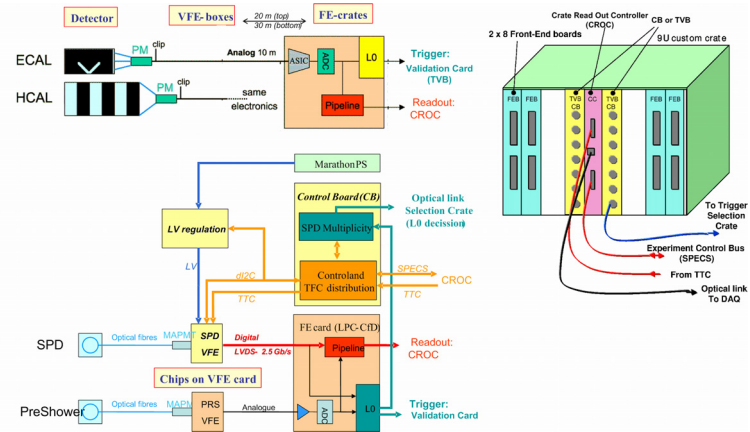 Detector
VFE-boxes
20 m (top)
30 m (bottom)
FE-crates
ECAL
PM
clip
Analog 10 m
ASIC
ADC
L0
Trigger:
Validation Card
(TVB)
HCAL
PM
clip
same
electronics
Pipeline
Readout:
CROC
Crate Read Out Controller
(CROC)
CB or TVB
2 x 8 Front-End boards
9U custom crate
FEB
FEB
TVB
CB
CC
TVB
CB
FEB
FEB
To Trigger
Selection
Crate
Experiment Control Bus
(SPECS)
From TTC
Optical link
To DAQ
Marathon PS
LV regulation
Control Board (CB)
SPD Multiplicity
Optical link
Selection Crate
(L0 decission)
LV
dI2C
TTC
Control and
TFC distribution
SPECS
TTC
CROC
SPD
Optical fibres
MAPMT
SPD
VFE
Digital
LVDS- 2.5 Gb/s
FE card (LPC-CfD)
Pipeline
Readout:
CROC
Chips on VFE card
PreShower
Optical fibres
MAPM
PRS
VFE
Analogue
ADC
L0
Trigger:
Validation Card